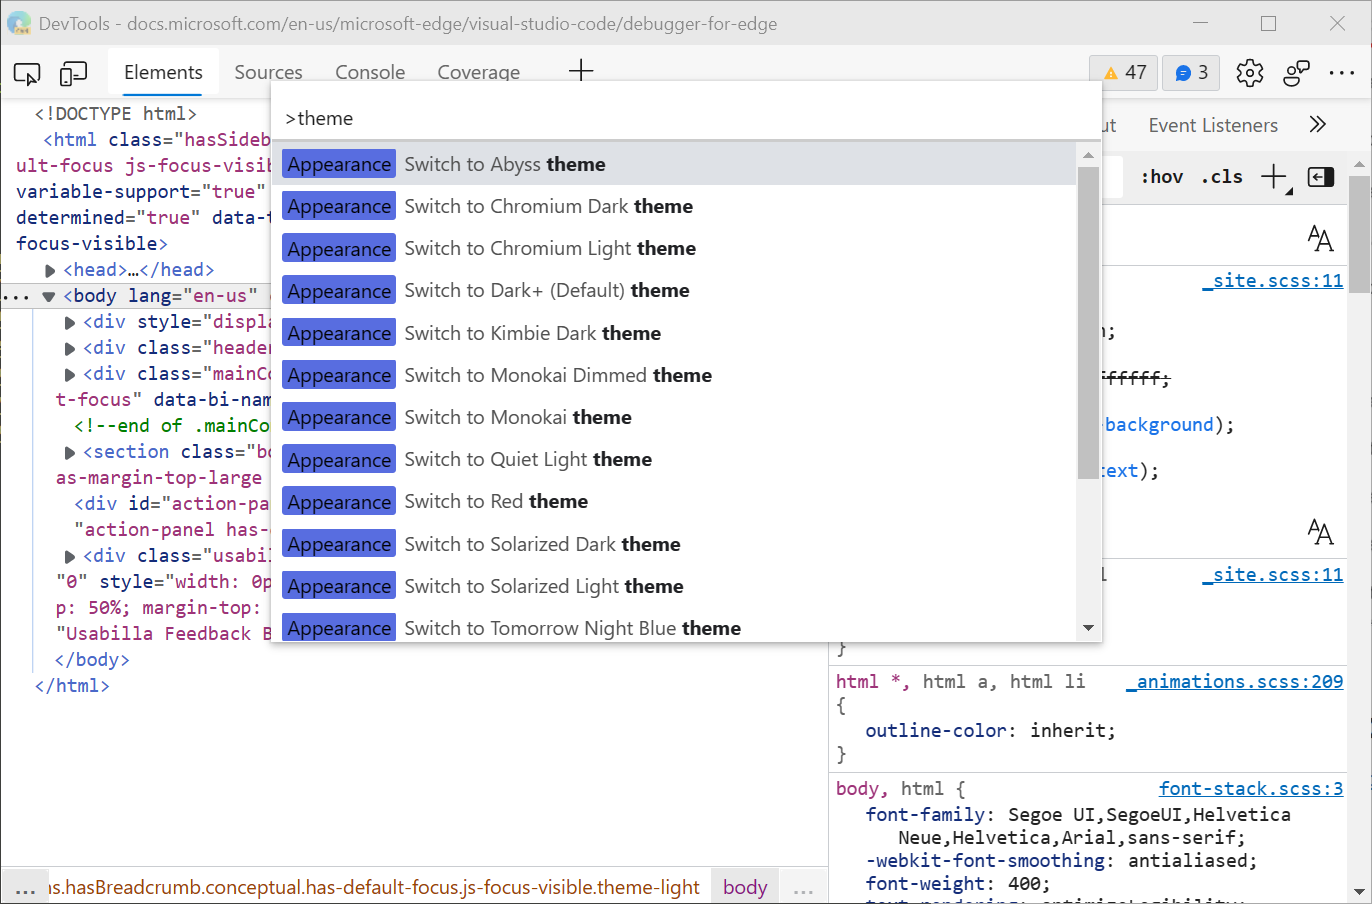 DevTools - docs.microsoft.com/en-us/microsoft-edge/visual-studio-code/debugger-for-edge
Elements Sources Console Coverage 47 3
>theme
Appearance Switch to Abyss theme
Appearance Switch to Chromium Dark theme
Appearance Switch to Chromium Light theme
Appearance Switch to Dark+ (Default) theme
Appearance Switch to Kimbie Dark theme
Appearance Switch to Monokai Dimmed theme
Appearance Switch to Monokai theme
Appearance Switch to Quiet Light theme
Appearance Switch to Red theme
Appearance Switch to Solarized Dark theme
Appearance Switch to Solarized Light theme
Appearance Switch to Tomorrow Night Blue theme
<!DOCTYPE html>
<html class="hasSideb
ult-focus js-focus-visib
variable-support="true"
determined="true" data-t
focus-visible>
<head>…</head>
<body lang="en-us"
<div style="displa
<div class="header
<div class="mainCo
t-focus" data-bi-nam
<!--end of .mainCo
<section class="bo
as-margin-top-large
<div id="action-pa
"action-panel has-
<div class="usabil
"0" style="width: 0p
p: 50%; margin-top:
"Usabilla Feedback B
</body>
</html>
... ns.hasBreadcrumb.conceptual.has-default-focus.js-focus-visible.theme-light body ...
ut Event Listeners
:hov .cls
AA
_site.scss:11
;
ffffff;
-background);
text);
AA
_site.scss:11
}
html *, html a, html li _animations.scss:209
{
outline-color: inherit;
}
body, html { font-stack.scss:3
font-family: Segoe UI,SegoeUI,Helvetica
Neue,Helvetica,Arial,sans-serif;
-webkit-font-smoothing: antialiased;
font-weight: 400;
text-rendering: optimizeLegibility;